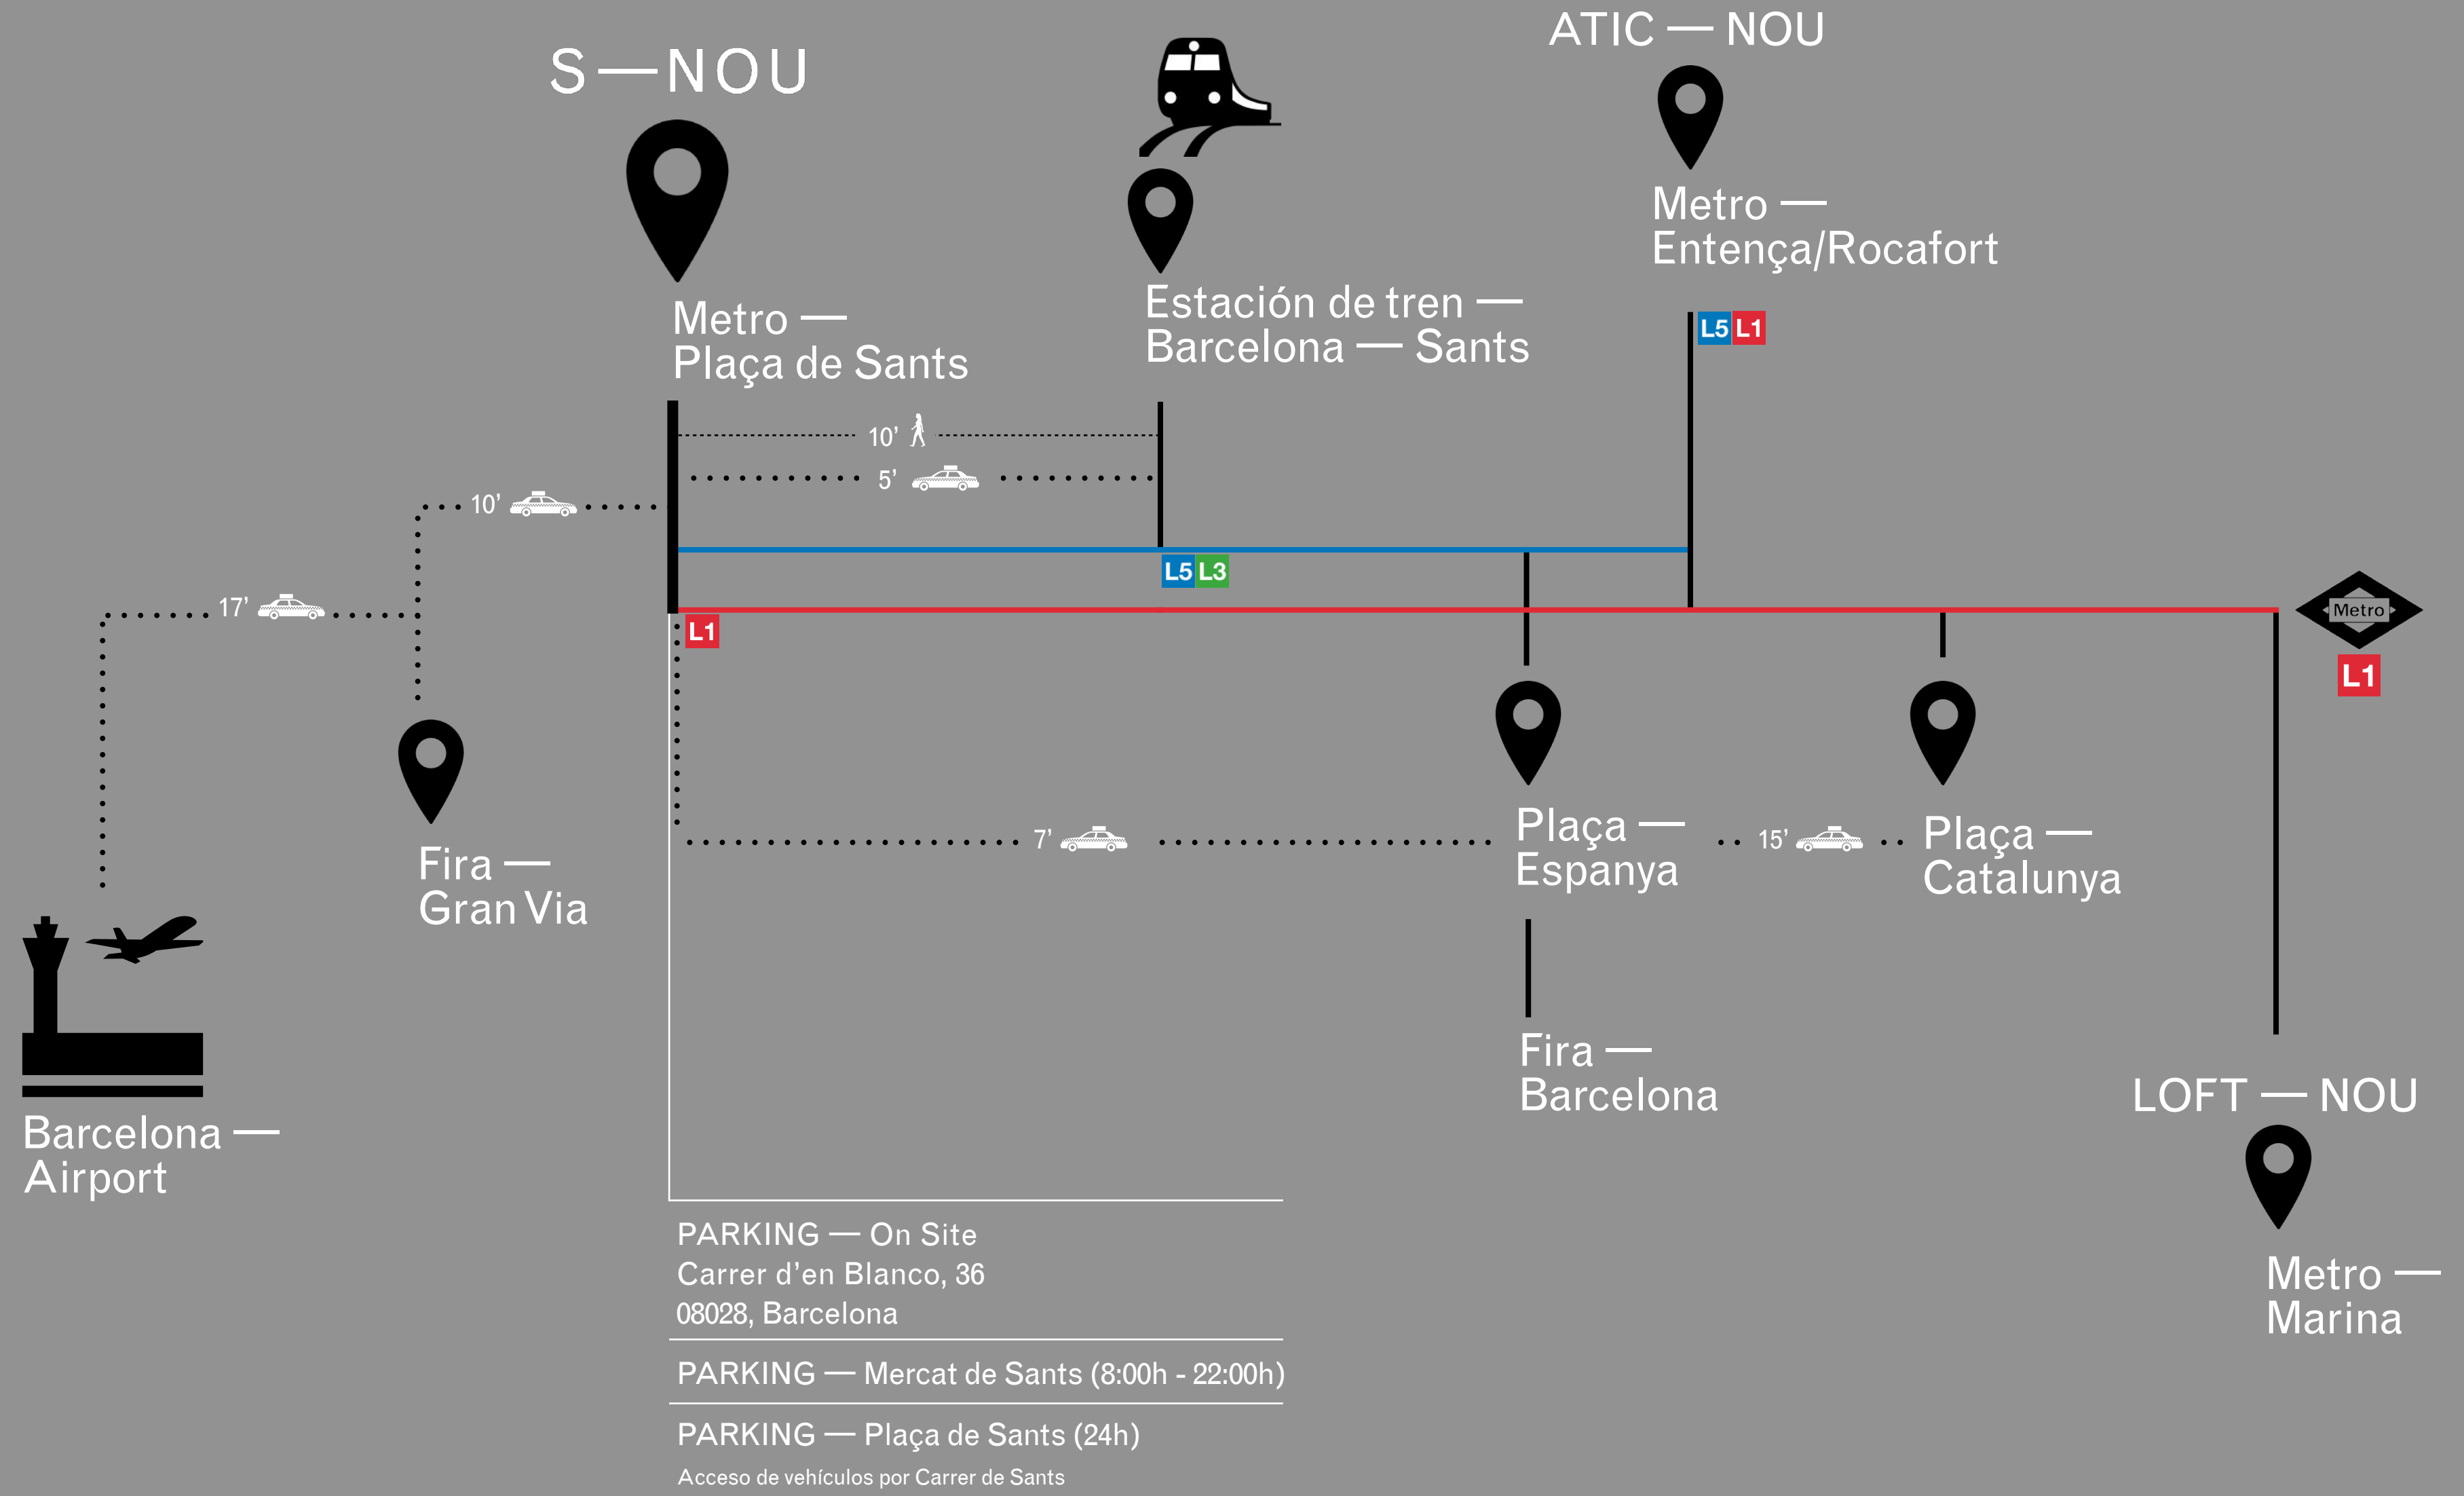 S — NOU
ATIC — NOU
Metro —
Entença/Rocafort
L5 L1
Estación de tren —
Barcelona — Sants
Metro —
Plaça de Sants
10’
5’
10’
L5 L3
17’
L1
Metro
L1
7’
Plaça —
Espanya
15’
Plaça —
Catalunya
Fira —
Gran Via
Fira —
Barcelona
Barcelona —
Airport
LOFT — NOU
Metro —
Marina
PARKING — On Site
Carrer d’en Blanco, 36
08028, Barcelona
PARKING — Mercat de Sants (8:00h - 22:00h)
PARKING — Plaça de Sants (24h)
Acceso de vehículos por Carrer de Sants